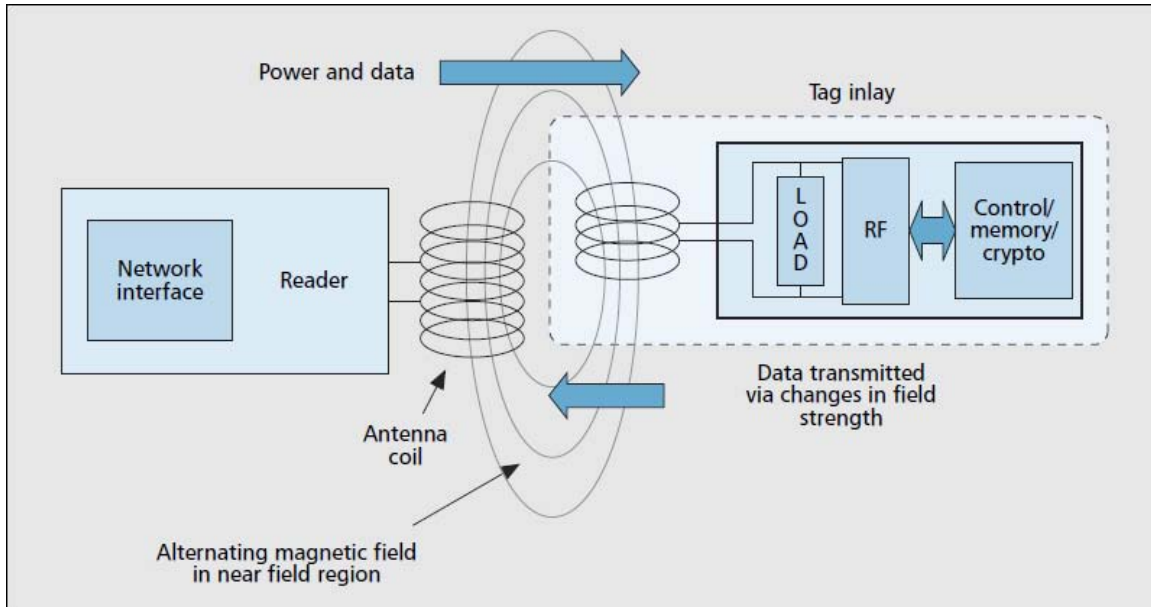 Power and data
Tag inlay
Network
interface
Reader
L
O
A
D
RF
Control/
memory/
crypto
Data transmitted
via changes in field
strength
Antenna
coil
Alternating magnetic field
in near field region